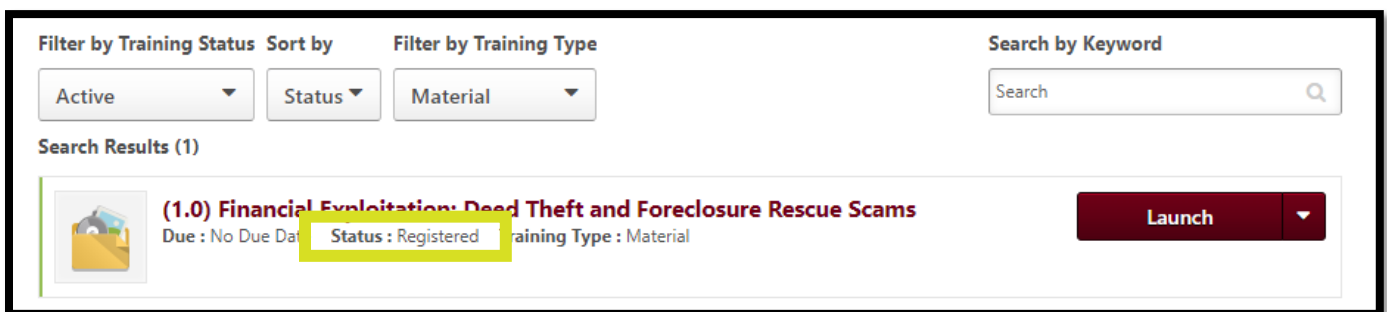 Filter by Training Status Sort by Filter by Training Type Search by Keyword
Active Status Material Search
Search Results (1)
(1.0) Financial Exploitation: Deed Theft and Foreclosure Rescue Scams
Launch
Due : No Due Dat Status : Registered raining Type : Material